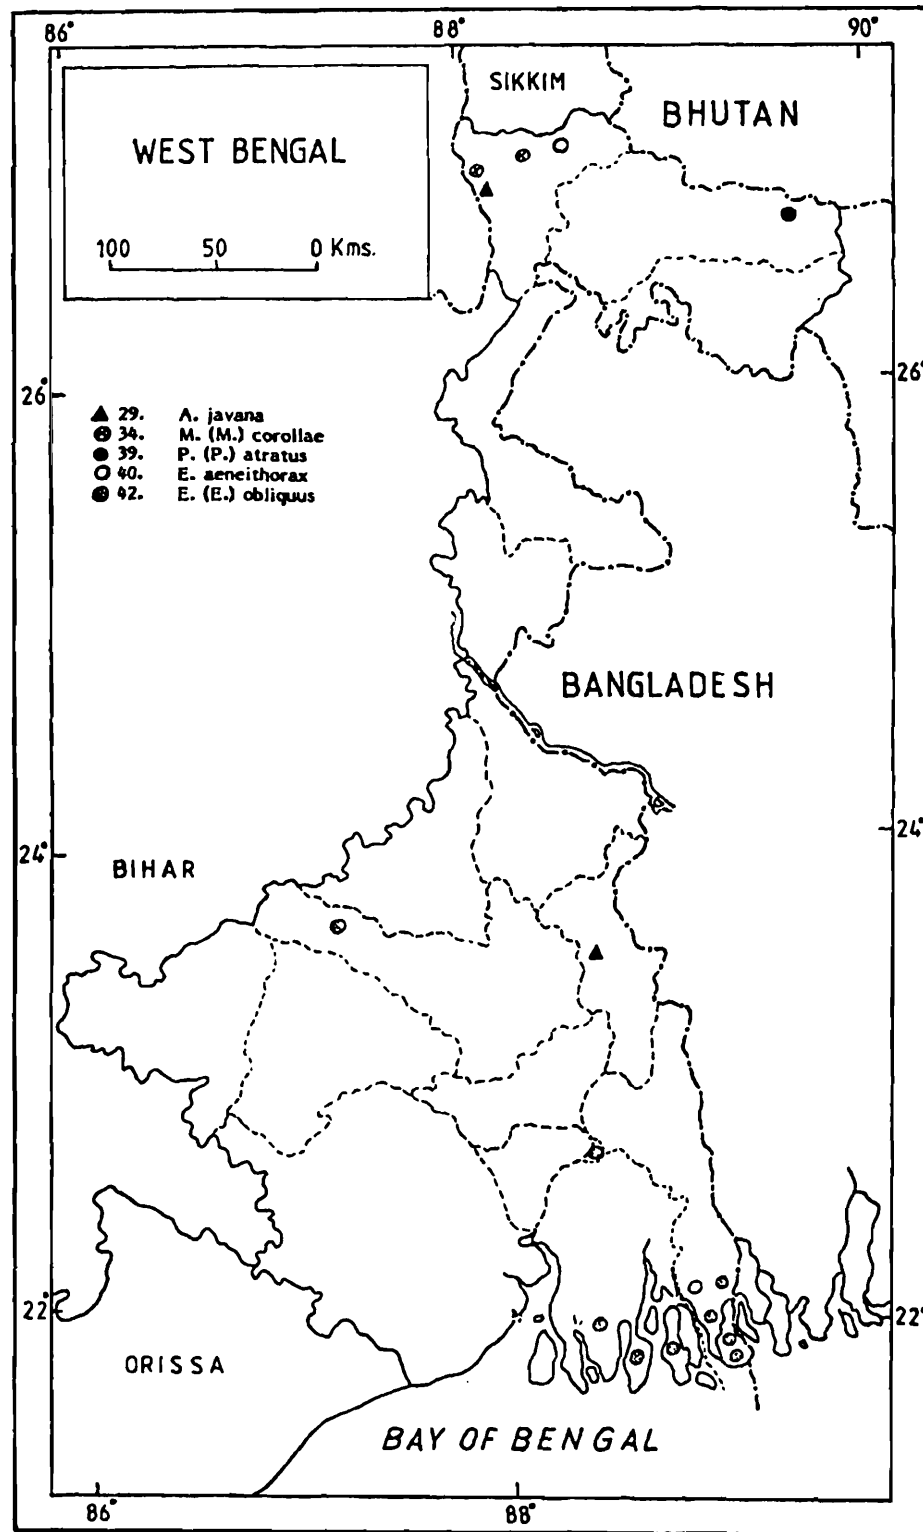 86° 88° 90°
SIKKIM
BHUTAN
WEST BENGAL
100 50 0 Kms.
26° 26°
29. A. javana
34. M. (M.) corollae
39. P. (P.) atratus
40. E. aeneithorax
42. E. (E.) obliquus
BANGLADESH
24° 24°
BIHAR
22° 22°
ORISSA
BAY OF BENGAL
86° 88°